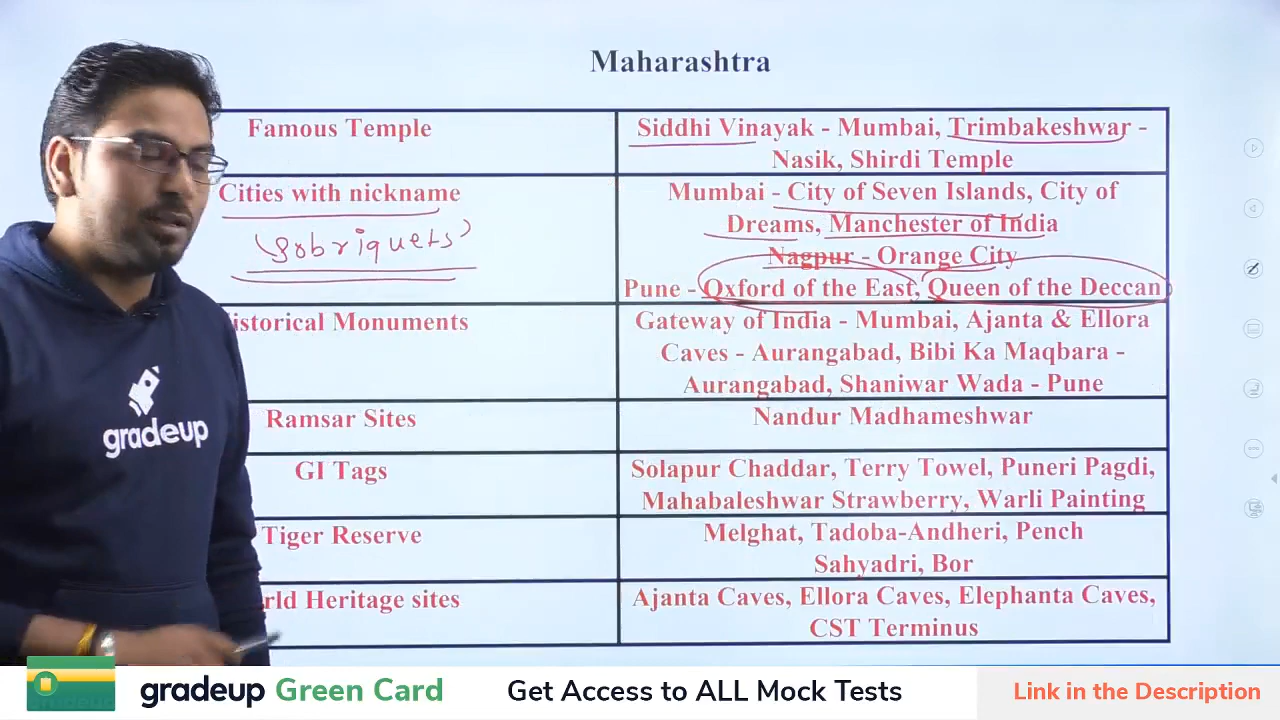 Maharashtra
Famous Temple
Siddhi Vinayak - Mumbai, Trimbakeshwar -
Nasik, Shirdi Temple
Cities with nickname
'Sobriquets'
Mumbai - City of Seven Islands, City of
Dreams, Manchester of India
Nagpur - Orange City
Pune - Oxford of the East, Queen of the Deccan
istorical Monuments
Gateway of India - Mumbai, Ajanta & Ellora
Caves - Aurangabad, Bibi Ka Maqbara -
Aurangabad, Shaniwar Wada - Pune
Ramsar Sites
Nandur Madhameshwar
GI Tags
Solapur Chaddar, Terry Towel, Puneri Pagdi,
Mahabaleshwar Strawberry, Warli Painting
Tiger Reserve
Melghat, Tadoba-Andheri, Pench
Sahyadri, Bor
rld Heritage sites
Ajanta Caves, Ellora Caves, Elephanta Caves,
CST Terminus
gradeup
gradeup Green Card
Get Access to ALL Mock Tests
Link in the Description